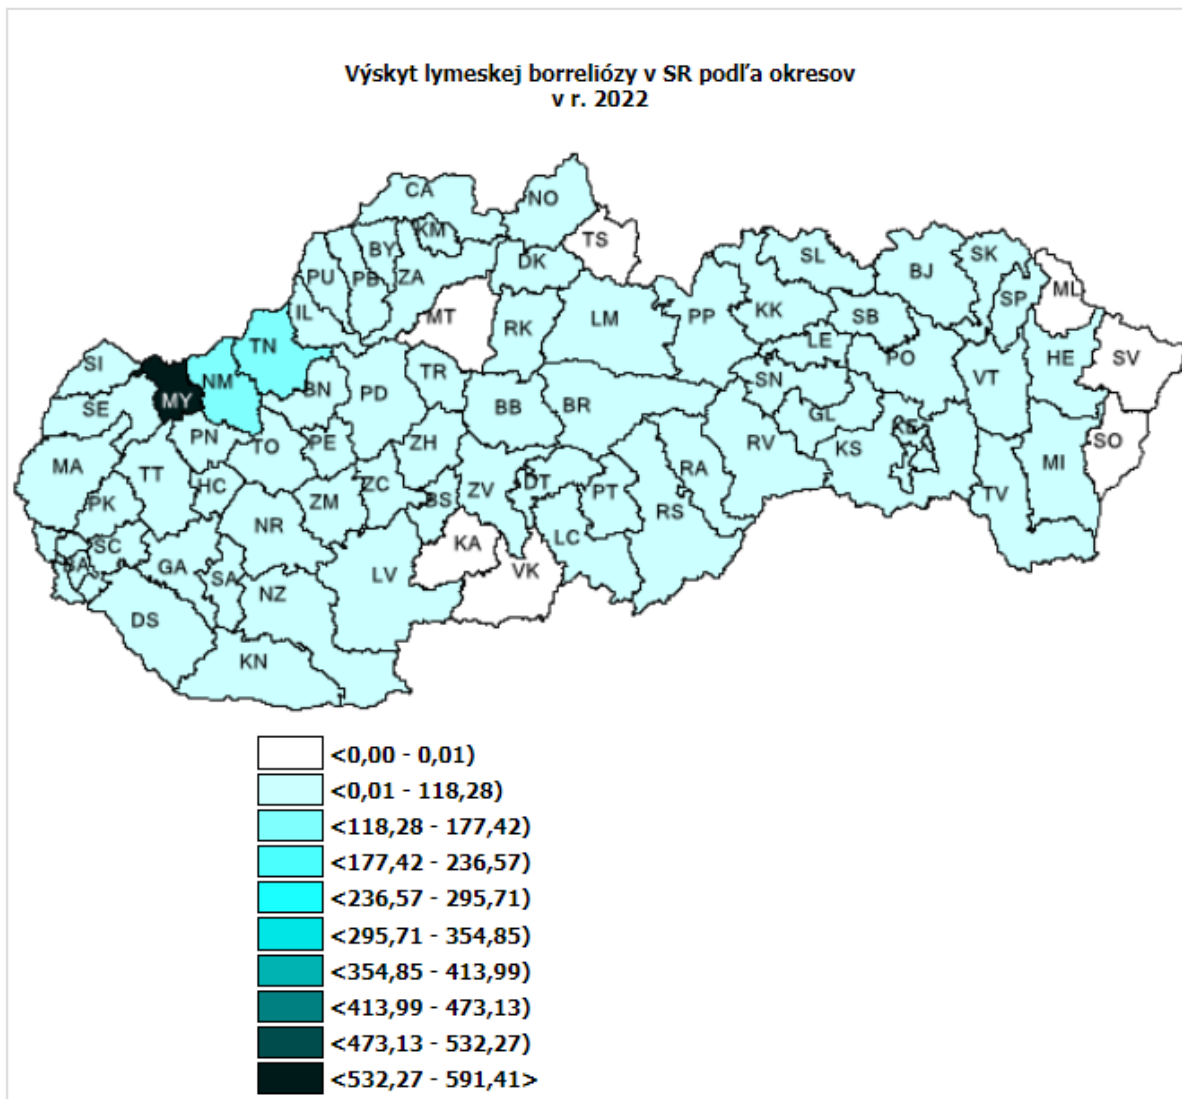 Výskyt lymeskej borreliózy v SR podľa okresov
v r. 2022
CA
NO
KM
TS
BY
PU
PB
ZA
DK
SL
BJ
SK
SP
ML
IL
MT
RK
LM
PP
KK
SB
TN
LE
PO
HE
SV
SI
NM
BN
TR
SN
VT
MY
PD
BB
BR
GL
SE
PN
TO
PE
ZH
RV
KS
KE
SO
MA
TT
HC
ZM
ZC
BS
ZV
DT
PT
RA
MI
PK
NR
RS
TV
SC
KA
LC
BA
GA
SA
NZ
LV
VK
DS
KN
<0,00 - 0,01)
<0,01 - 118,28)
<118,28 - 177,42)
<177,42 - 236,57)
<236,57 - 295,71)
<295,71 - 354,85)
<354,85 - 413,99)
<413,99 - 473,13)
<473,13 - 532,27)
<532,27 - 591,41>